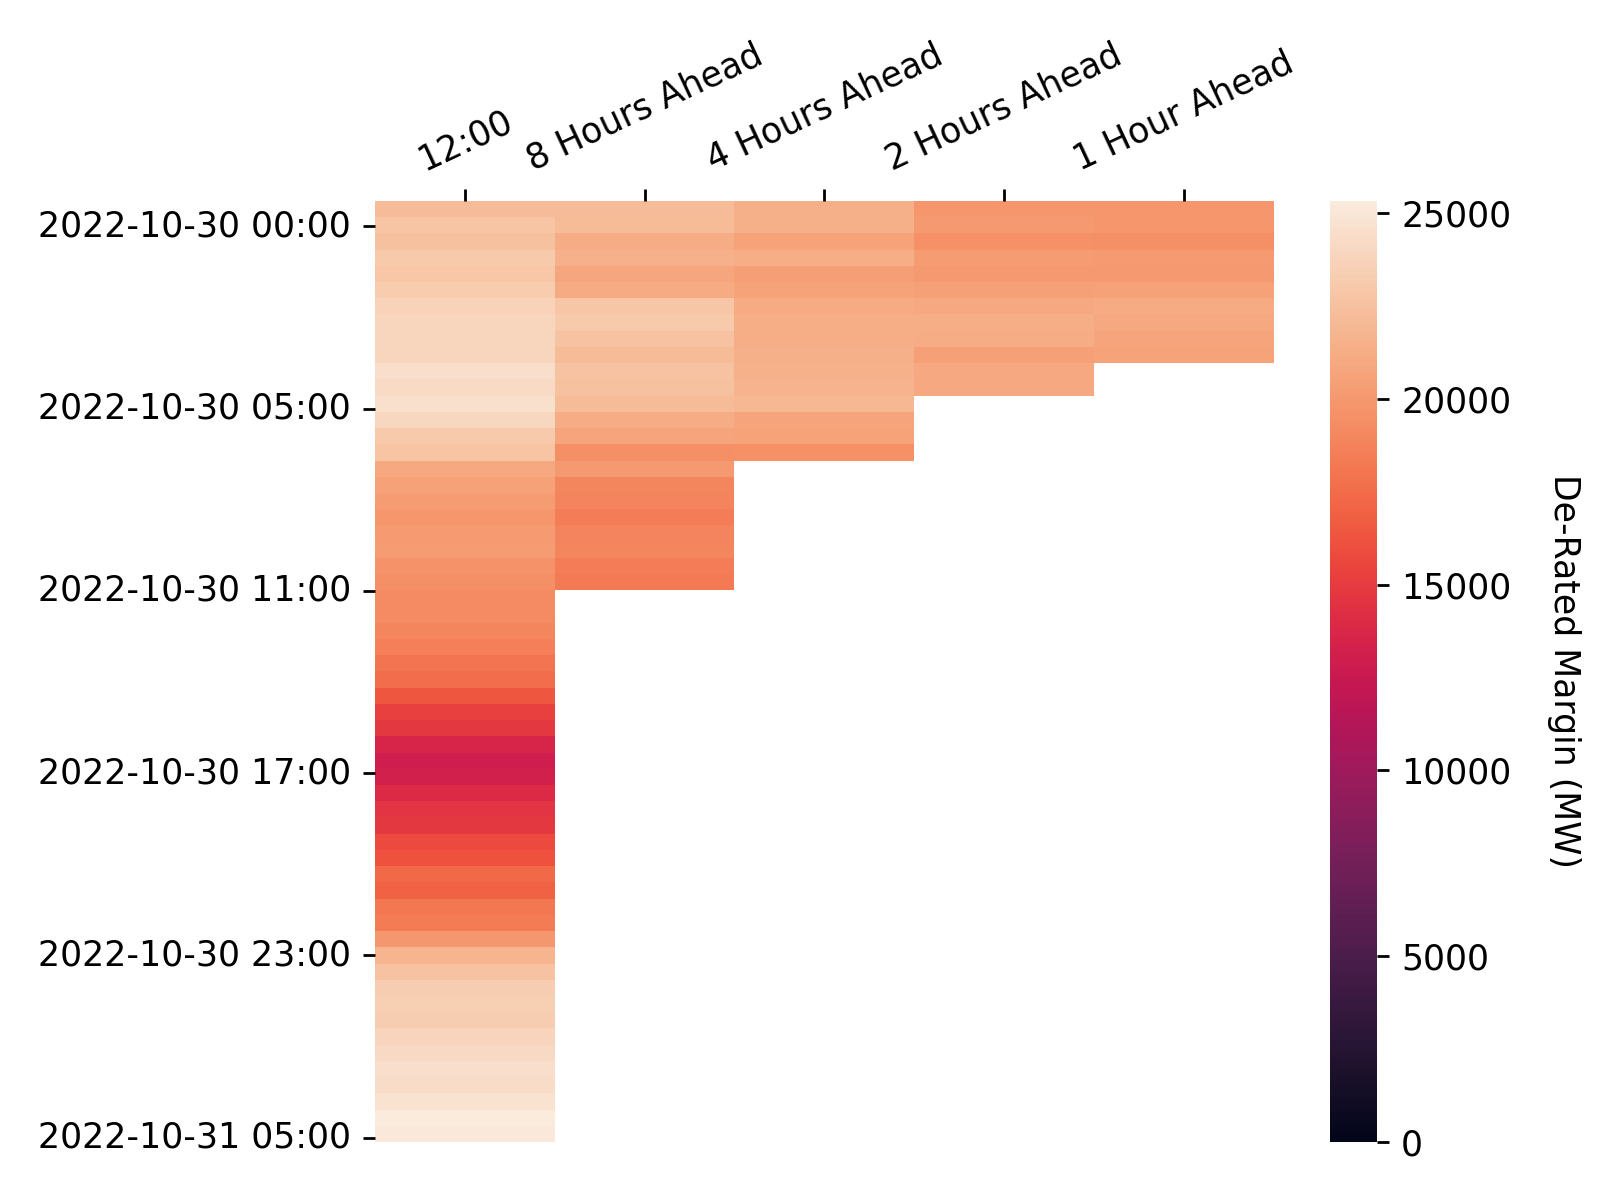 12:00
8 Hours Ahead
4 Hours Ahead
2 Hours Ahead
1 Hour Ahead
2022-10-30 00:00
2022-10-30 05:00
2022-10-30 11:00
2022-10-30 17:00
2022-10-30 23:00
2022-10-31 05:00
25000
20000
15000
10000
5000
0
De-Rated Margin (MW)